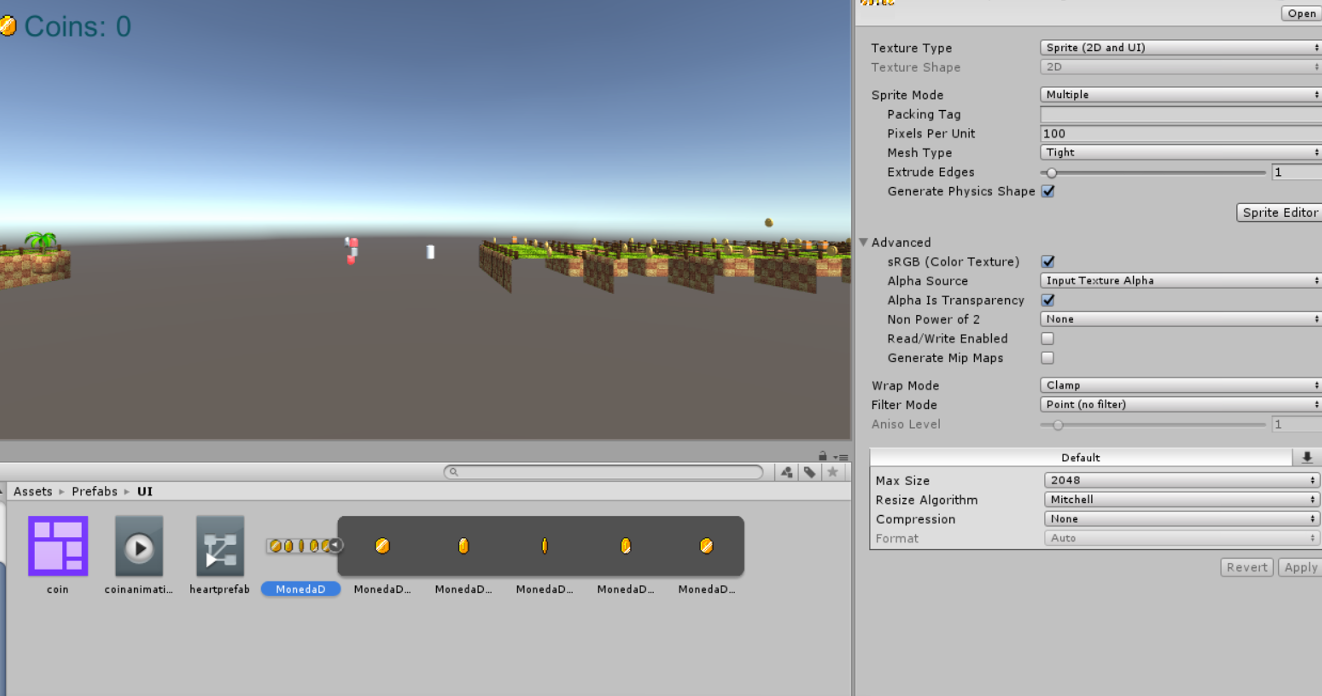 Coins: 0
Open
Texture Type Sprite (2D and UI)
Texture Shape 2D
Sprite Mode Multiple
Packing Tag
Pixels Per Unit 100
Mesh Type Tight
Extrude Edges 1
Generate Physics Shape
Sprite Editor
Advanced
sRGB (Color Texture)
Alpha Source Input Texture Alpha
Alpha Is Transparency
Non Power of 2 None
Read/Write Enabled
Generate Mip Maps
Wrap Mode Clamp
Filter Mode Point (no filter)
Aniso Level 1
Default
Max Size 2048
Resize Algorithm Mitchell
Compression None
Format Auto
Revert Apply
Assets Prefabs UI
coin coinanimati... heartprefab MonedaD MonedaD... MonedaD... MonedaD... MonedaD... MonedaD...